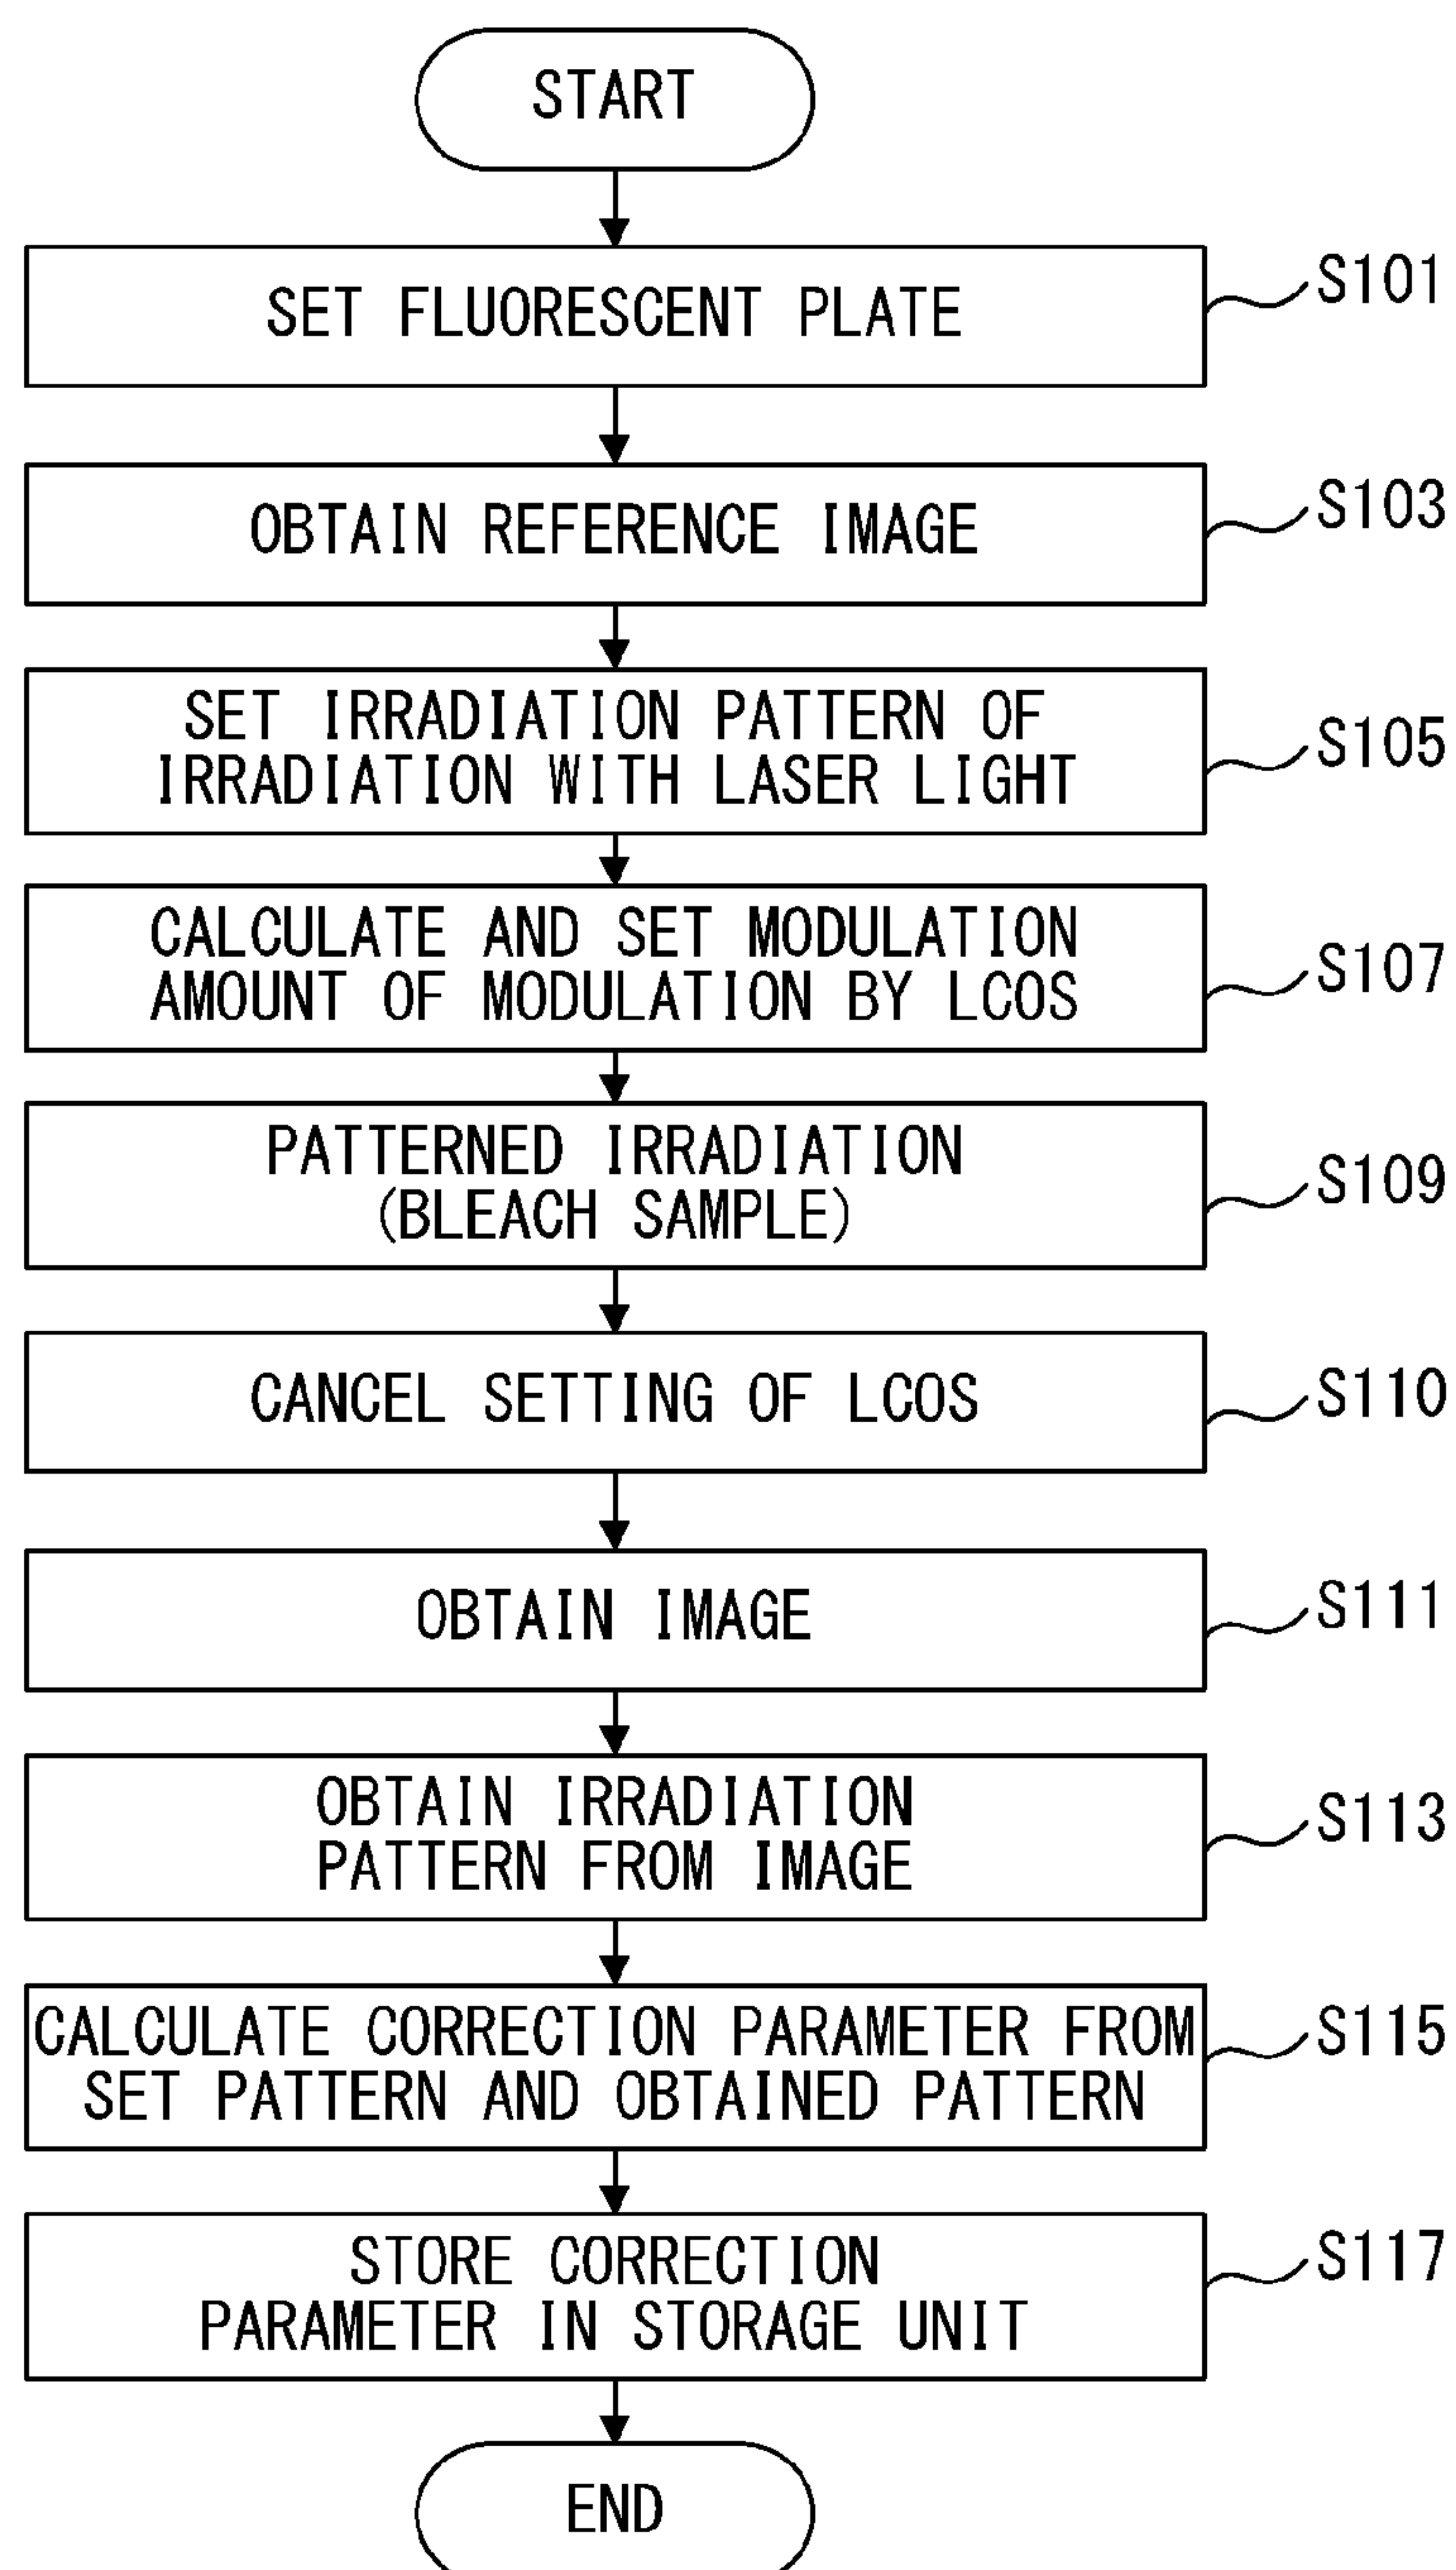 START
SET FLUORESCENT PLATE
S101
OBTAIN REFERENCE IMAGE
S103
SET IRRADIATION PATTERN OF
IRRADIATION WITH LASER LIGHT
S105
CALCULATE AND SET MODULATION
AMOUNT OF MODULATION BY LCOS
S107
PATTERNED IRRADIATION
(BLEACH SAMPLE)
S109
CANCEL SETTING OF LCOS
S110
OBTAIN IMAGE
S111
OBTAIN IRRADIATION
PATTERN FROM IMAGE
S113
CALCULATE CORRECTION PARAMETER FROM
SET PATTERN AND OBTAINED PATTERN
S115
STORE CORRECTION
PARAMETER IN STORAGE UNIT
S117
END